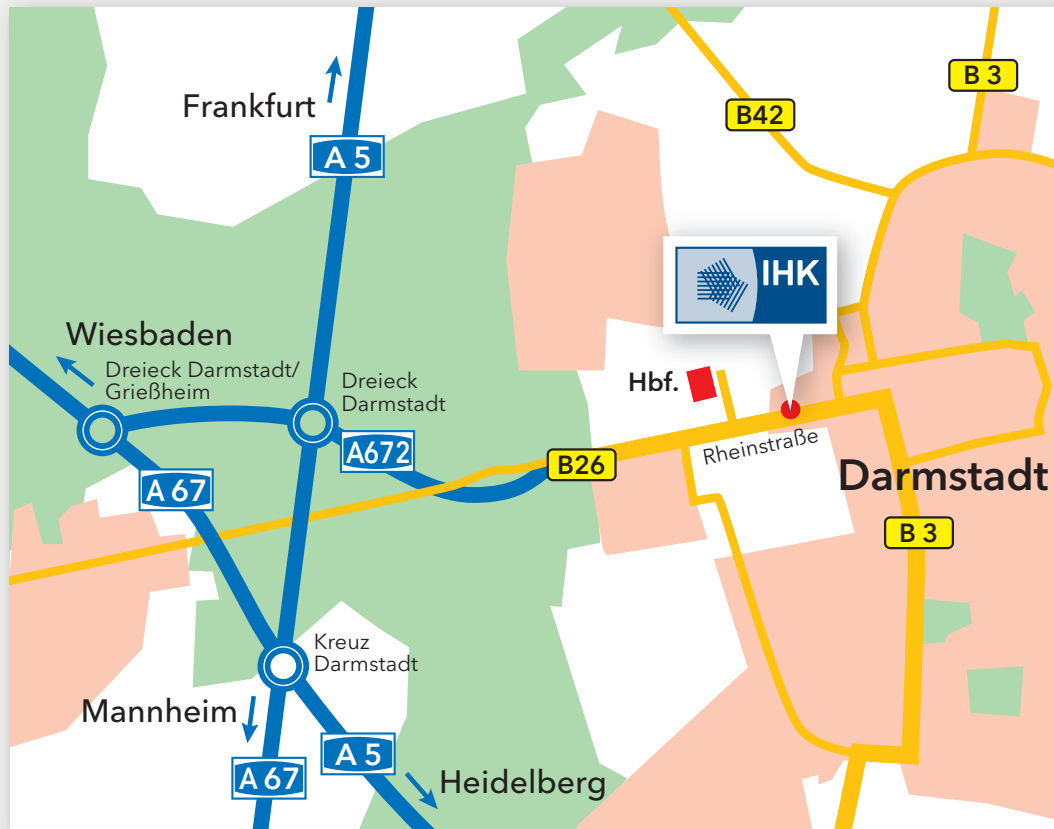 B 3
Frankfurt
B42
A 5
IHK
Wiesbaden
Dreieck Darmstadt/
Grießheim
Dreieck
Darmstadt
Hbf.
Rheinstraße
A672
B26
Darmstadt
A 67
B 3
Kreuz
Darmstadt
Mannheim
A 5
A 67
Heidelberg